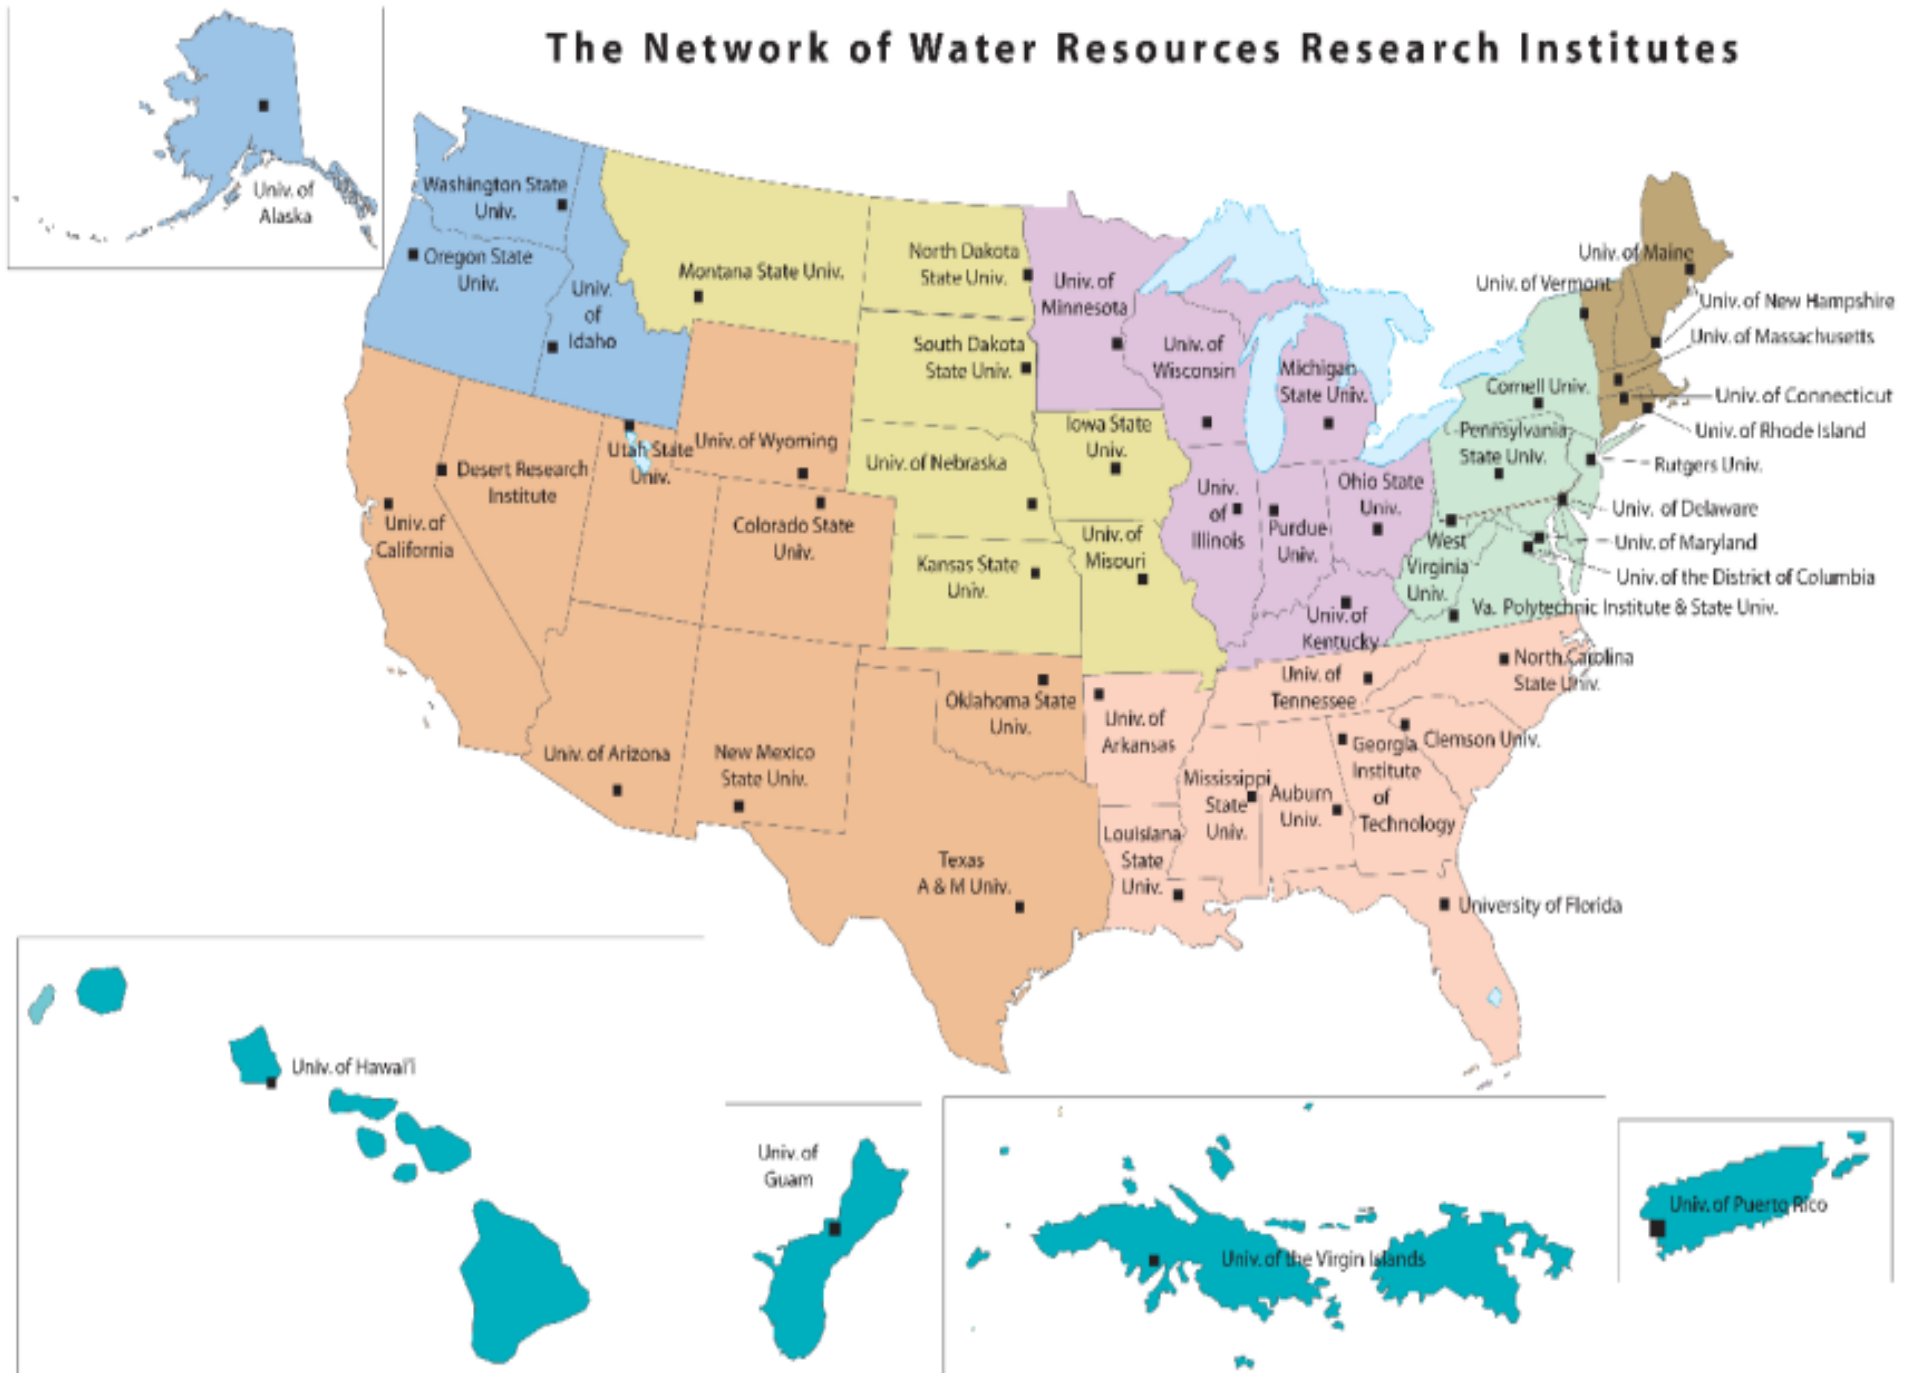 The Network of Water Resources Research Institutes
Univ. of
Alaska
Washington State
Univ.
Oregon State
Univ.
Univ.
of
Idaho
Montana State Univ.
North Dakota
State Univ.
South Dakota
State Univ.
Univ. of
Minnesota
Univ. of
Wisconsin
Michigan
State Univ.
Univ. of Maine
Univ. of Vermont
Univ. of New Hampshire
Univ. of Massachusetts
Univ. of Connecticut
Univ. of Rhode Island
Cornell Univ.
Pennsylvania
State Univ.
Rutgers Univ.
Univ. of Delaware
Univ. of Maryland
Univ. of the District of Columbia
Va. Polytechnic Institute & State Univ.
West
Virginia
Univ.
Univ. of
California
Desert Research
Institute
Utah State
Univ.
Univ. of Wyoming
Colorado State
Univ.
Univ. of Nebraska
Kansas State
Univ.
Iowa State
Univ.
Univ. of
Misouri
Univ.
of
Illinois
Purdue
Univ.
Ohio State
Univ.
Univ. of
Kentucky
Univ. of
Tennessee
North Carolina
State Univ.
Univ. of Arizona
New Mexico
State Univ.
Oklahoma State
Univ.
Texas
A & M Univ.
Univ. of
Arkansas
Louisiana
State
Univ.
Mississippi
State
Univ.
Auburn
Univ.
Georgia
Institute
of
Technology
Clemson Univ.
University of Florida
Univ. of Hawai'i
Univ. of
Guam
Univ. of the Virgin Islands
Univ. of Puerto Rico